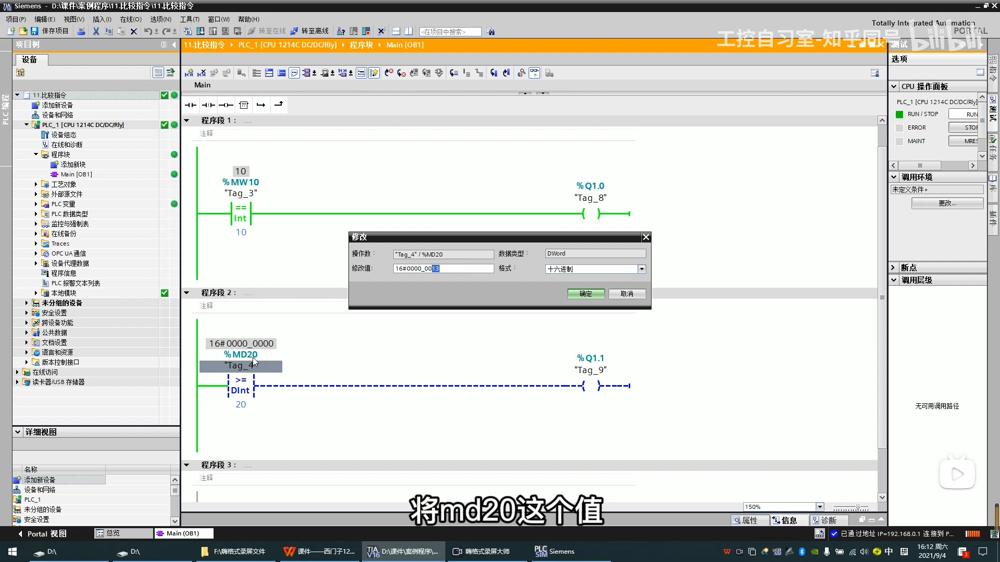 Siemens - D:\课件\案例程序\11.比较指令\11.比较指令
项目(P) 编辑(E) 视图(V) 插入(I) 在线(O) 选项(N) 工具(T) 窗口(W) 帮助(H)
保存项目 转至在线 转至离线 <在项目中搜索>
Totally Integrated Automation
PORTAL
工控自习室-知乎同号 bilibili
项目树
11.比较指令 PLC_1 [CPU 1214C DC/DC/Rly] 程序块 Main [OB1]
测试
设备
选项
PLC 编程
Main
CPU 操作面板
PLC_1 [CPU 1214C DC/DC/Rly]
RUN / STOP RUN
ERROR STOP
MAINT MRES
调用环境
未定义条件。
更改...
断点
调用层级
无可用调用路径
测试
任务
库
插件
11.比较指令
添加新设备
设备和网络
PLC_1 [CPU 1214C DC/DC/Rly]
设备组态
在线和诊断
程序块
添加新块
Main [OB1]
工艺对象
外部源文件
PLC 变量
PLC 数据类型
监控与强制表
在线备份
Traces
OPC UA 通信
设备代理数据
程序信息
PLC 报警文本列表
本地模块
未分组的设备
安全设置
跨设备功能
公共数据
文档设置
语言和资源
版本控制接口
在线访问
读卡器/USB 存储器
详细视图
名称
添加新设备
设备和网络
PLC_1
未分组的设备
安全设置
程序段 1： .....
注释
10
%MW10
"Tag_3"
==
Int
10
%Q1.0
"Tag_8"
修改
操作数： "Tag_4" / %MD20 数据类型： DWord
修改值: 16#0000_0013 格式： 十六进制
确定 取消
程序段 2： .....
注释
16#0000_0000
%MD20
"Tag_4
>=
DInt
20
%Q1.1
"Tag_9"
程序段 3： .....
注释
将md20这个值
150%
属性 信息 诊断
Portal 视图 总览 Main (OB1)
已通过地址 IP=192.168.0.1 连接到 P...
D:\ D:\ F:\嗨格式录屏文件 课件——西门子12... D:\课件\案例程序\... 嗨格式录屏大师 Siemens
中
16:12 周六
2021/9/4
3